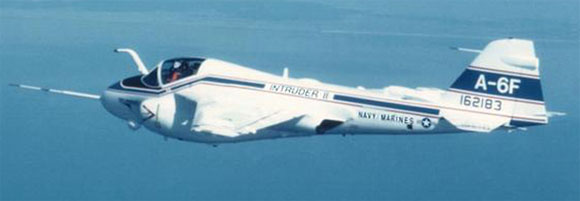 INTRUDER II
NAVY/MARINES
A-6F
162183